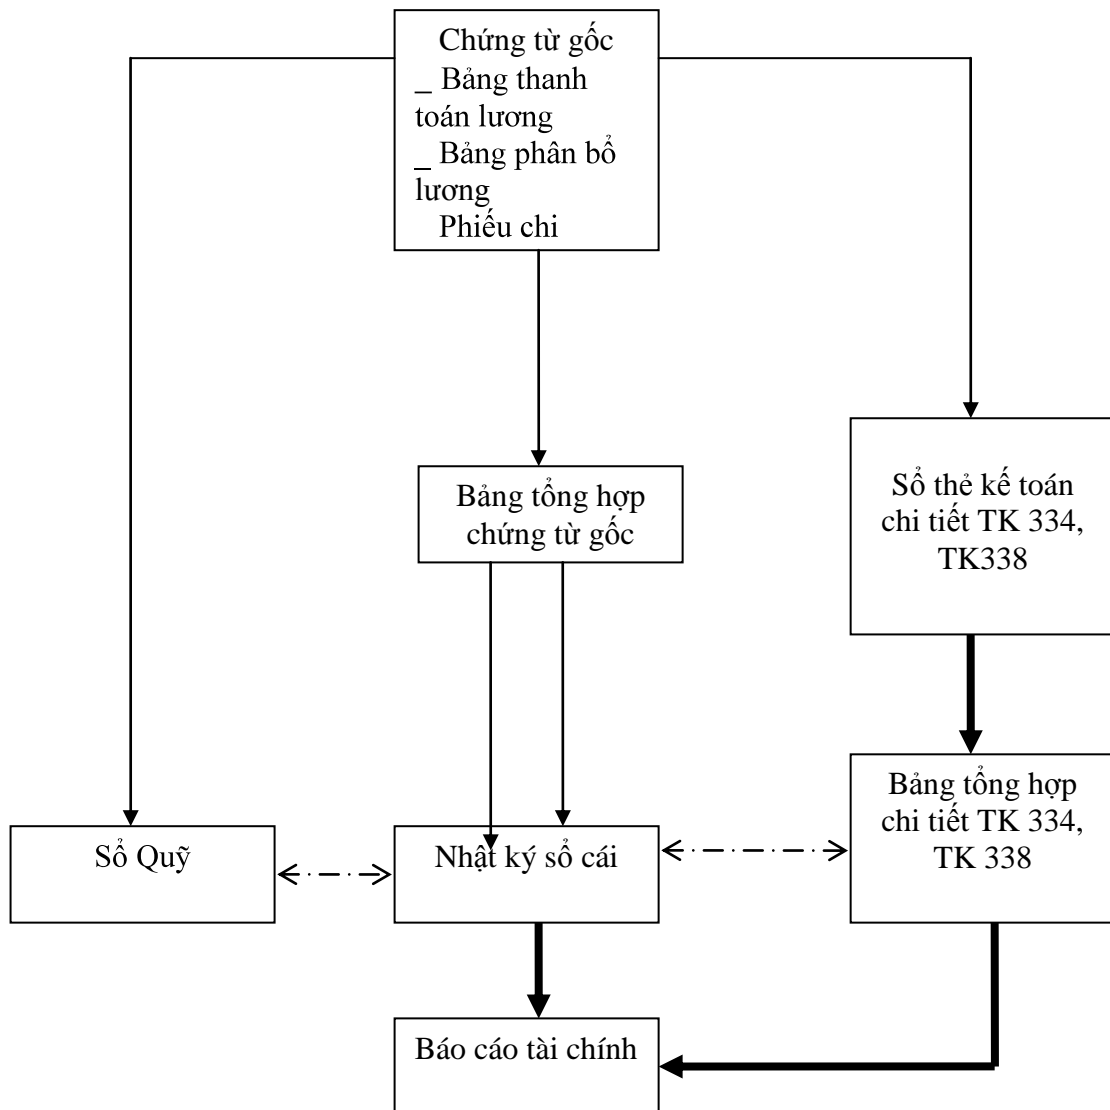 Chứng từ gốc
_ Bảng thanh
toán lương
_ Bảng phân bổ
lương
Phiếu chi
Bảng tổng hợp
chứng từ gốc
Sổ thẻ kế toán
chi tiết TK 334,
TK338
Sổ Quỹ
Nhật ký sổ cái
Bảng tổng hợp
chi tiết TK 334,
TK 338
Báo cáo tài chính